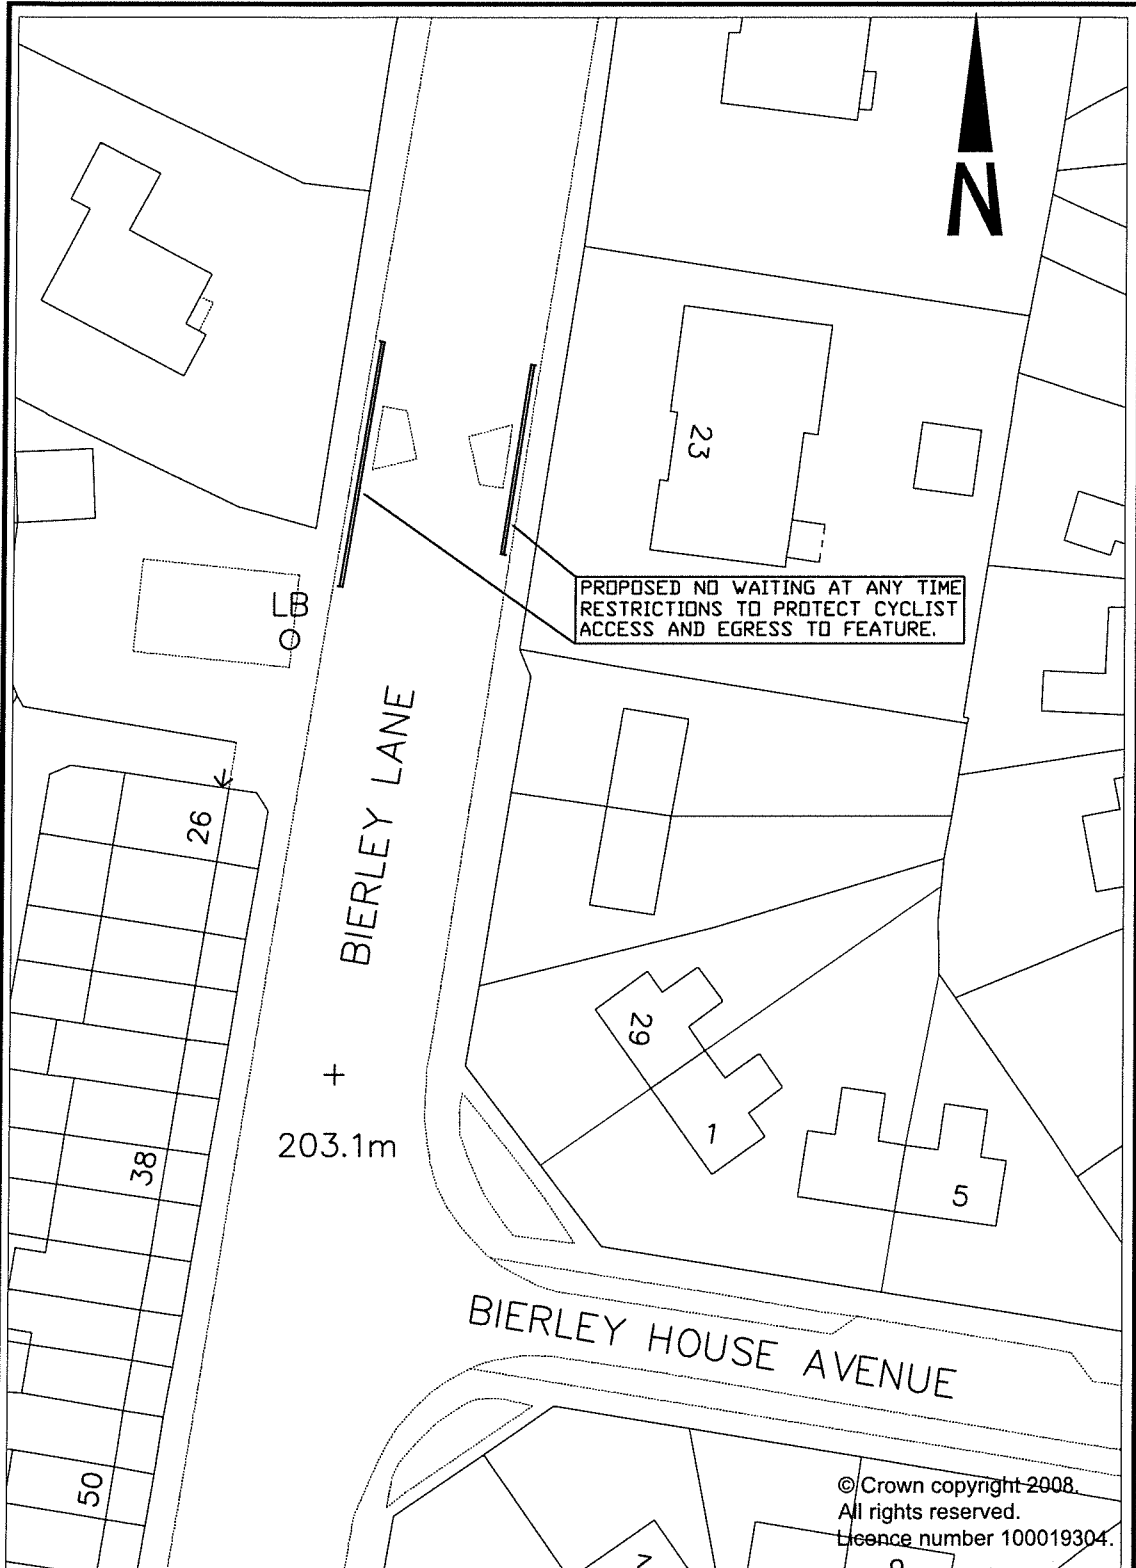 N
23
PROPOSED NO WAITING AT ANY TIME
RESTRICTIONS TO PROTECT CYCLIST
ACCESS AND EGRESS TO FEATURE.
LB
BIERLEY LANE
26
29
203.1m
1
38
5
BIERLEY HOUSE AVENUE
50
© Crown copyright 2008.
All rights reserved.
Licence number 100019304.